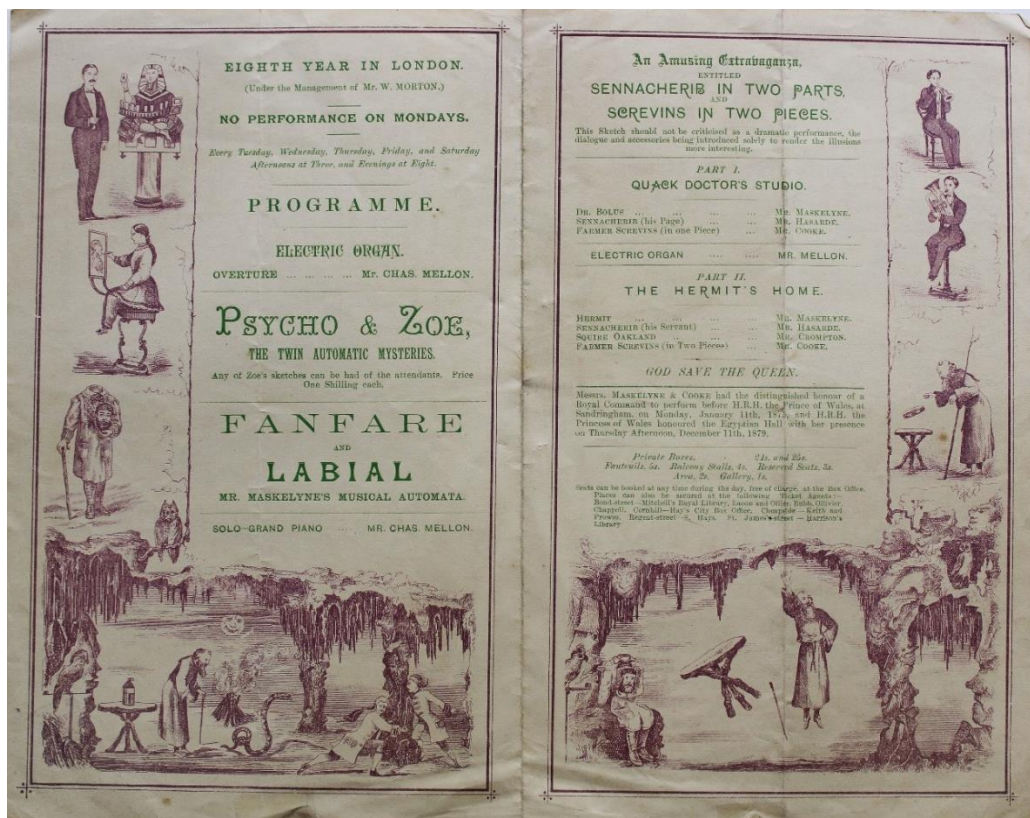 EIGHTH YEAR IN LONDON.
(Under the Management of Mr. W. MORTON.)
NO PERFORMANCE ON MONDAYS.
Every Tuesday, Wednesday, Thursday, Friday, and Saturday
Afternoons at Three, and Evenings at Eight.
PROGRAMME.
ELECTRIC ORGAN.
OVERTURE ... ... ... ... Mr. CHAS. MELLON.
PSYCHO & ZOE,
THE TWIN AUTOMATIC MYSTERIES.
Any of Zoe's sketches can be had of the attendants. Price
One Shilling each.
FANFARE
AND
LABIAL
MR. MASKELYNE'S MUSICAL AUTOMATA.
SOLO—GRAND PIANO .... MR. CHAS. MELLON.
An Amusing Extravaganza,
ENTITLED
SENNACHERIB IN TWO PARTS,
AND
SCREVINS IN TWO PIECES.
This Sketch should not be criticised as a dramatic performance, the
dialogue and accessories being introduced solely to render the illusions
more interesting.
PART I.
QUACK DOCTOR'S STUDIO.
DR. BOLUS ... ... ... ... MR. MASKELYNE.
SENNACHERIB (his Page) ... ... MR. HASARDE.
FARMER SCREVINS (in one Piece) ... MR. COOKE.
ELECTRIC ORGAN .... .... MR. MELLON.
PART II.
THE HERMIT'S HOME.
HERMIT ... ... ... ... MR. MASKELYNE.
SENNACHERIB (his Servant) ... ... MR. HASARDE.
SQUIRE OAKLAND .. ... ... MR. CROMPTON.
FARMER SCREVINS (in Two Pieces) ... MR. COOKE.
GOD SAVE THE QUEEN.
Messrs. MASKELYNE & COOKE had the distinguished honour of a
Royal Command to perform before H.R.H. the Prince of Wales, at
Sandringham, on Monday, January 11th, 1875, and H.R.H. the
Princess of Wales honoured the Egyptian Hall with her presence
on Thursday Afternoon, December 11th, 1879.
Private Boxes, 21s. and
Fauteuils, 5s. Balcony Stalls, 4s. Reserved Seats, 3s.
Area, 2s. Gallery, 1s.
Seats can be booked at any time during the day, free of charge, at the Box Office.
Places can also be secured at the following Ticket Agents:—
Bond-street—Mitchell's Royal Library, Lacon and Ollier, Bubb, Ollivier,
Chappell. Cornhill—Hay's City Box Office. Cheapside—Keith and
Prowse. Regent-street—A. Hays. St. James's-street—Harrison's
Library